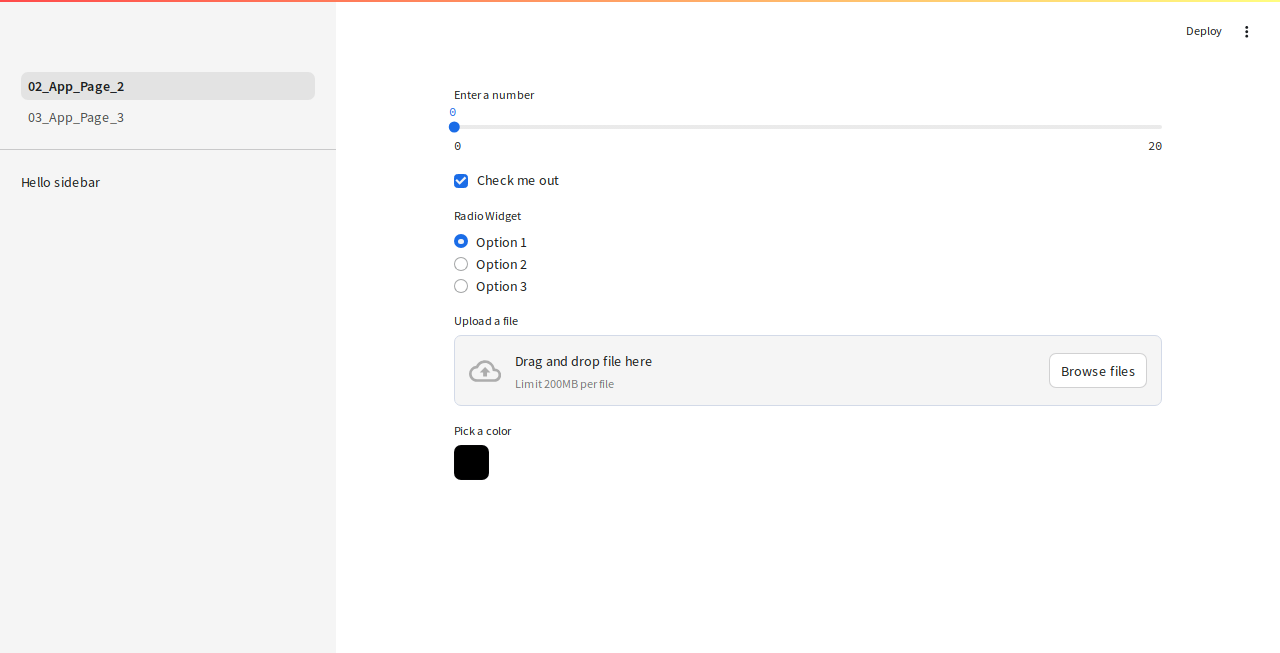 Deploy
02_App_Page_2
03_App_Page_3
Hello sidebar
Enter a number
0
0 20
Check me out
Radio Widget
Option 1
Option 2
Option 3
Upload a file
Drag and drop file here
Limit 200MB per file
Browse files
Pick a color